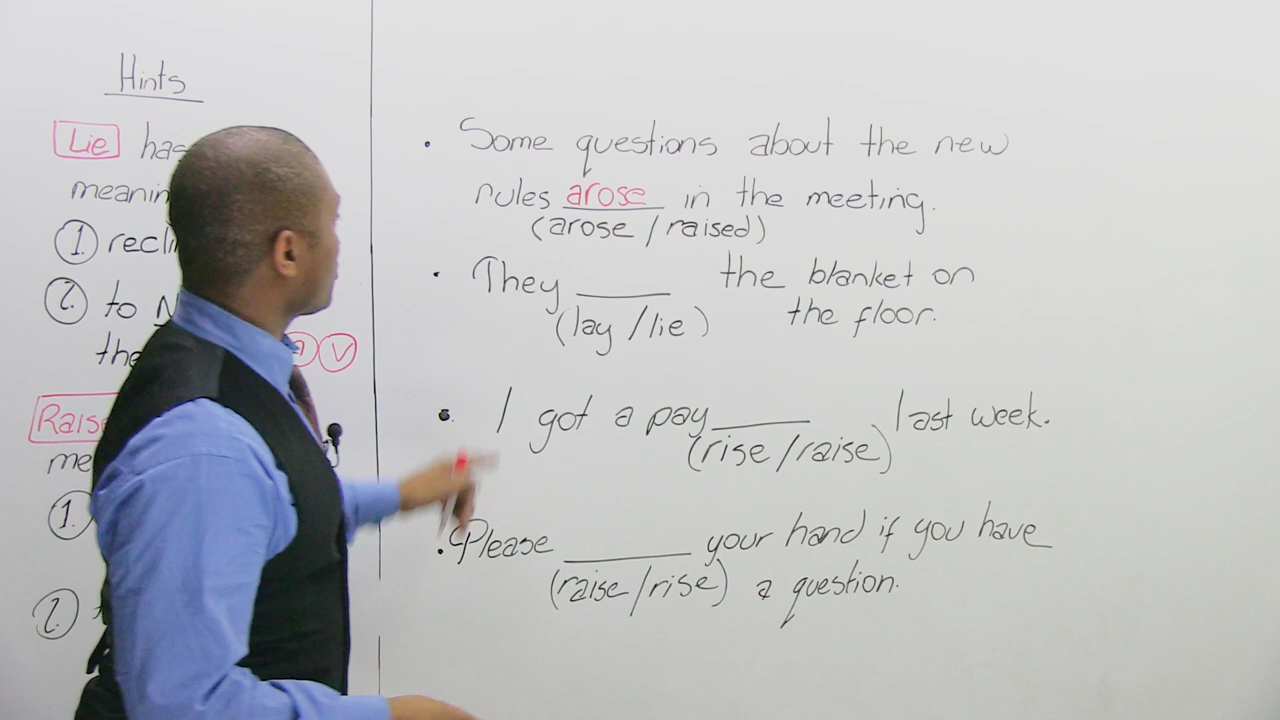 Hints
Lie has
meanin
1. recli
2. to
the V
Raise
me
1.
2.
• Some questions about the new
rules arose in the meeting.
(arose / raised)
• They ______ the blanket on
(lay / lie) the floor.
• I got a pay ______ last week.
(rise / raise)
• Please ______ your hand if you have
(raise / rise) a question.